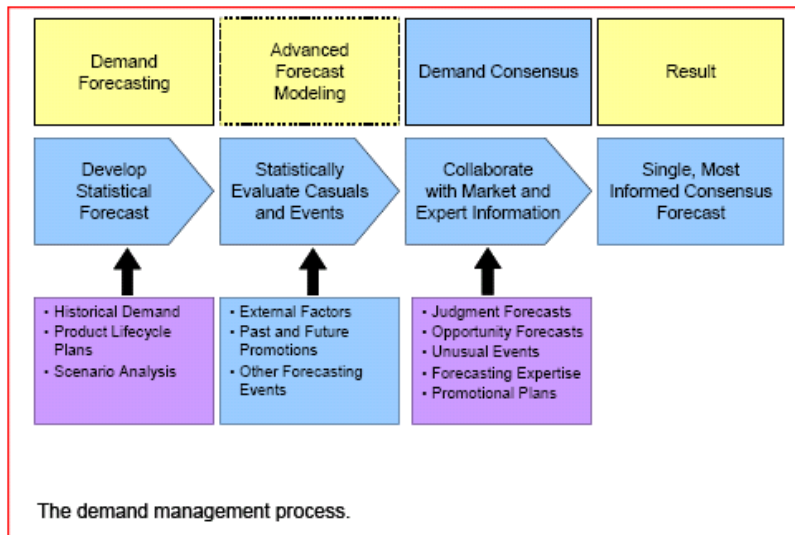 Demand
Forecasting
Advanced
Forecast
Modeling
Demand Consensus
Result
Develop
Statistical
Forecast
Statistically
Evaluate Casuals
and Events
Collaborate
with Market and
Expert Information
Single, Most
Informed Consensus
Forecast
• Historical Demand
• Product Lifecycle
Plans
• Scenario Analysis
• External Factors
• Past and Future
Promotions
• Other Forecasting
Events
• Judgment Forecasts
• Opportunity Forecasts
• Unusual Events
• Forecasting Expertise
• Promotional Plans
The demand management process.